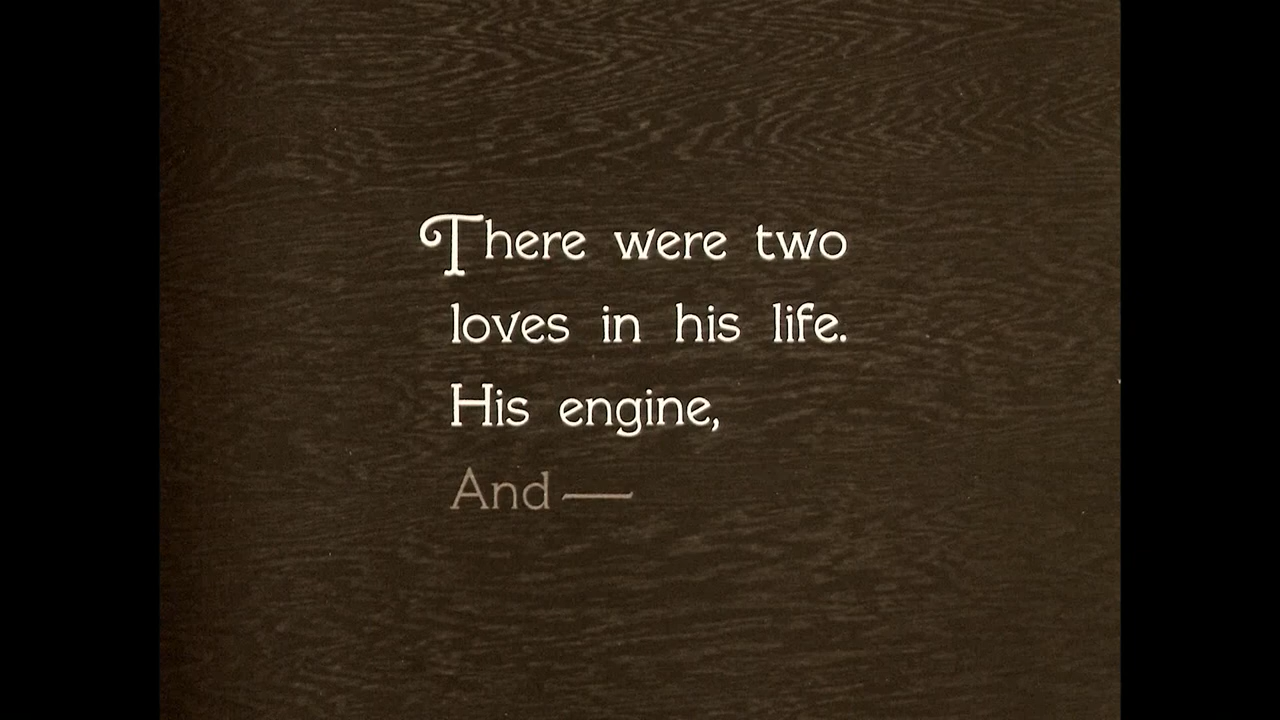 There were two
loves in his life.
His engine,
And —